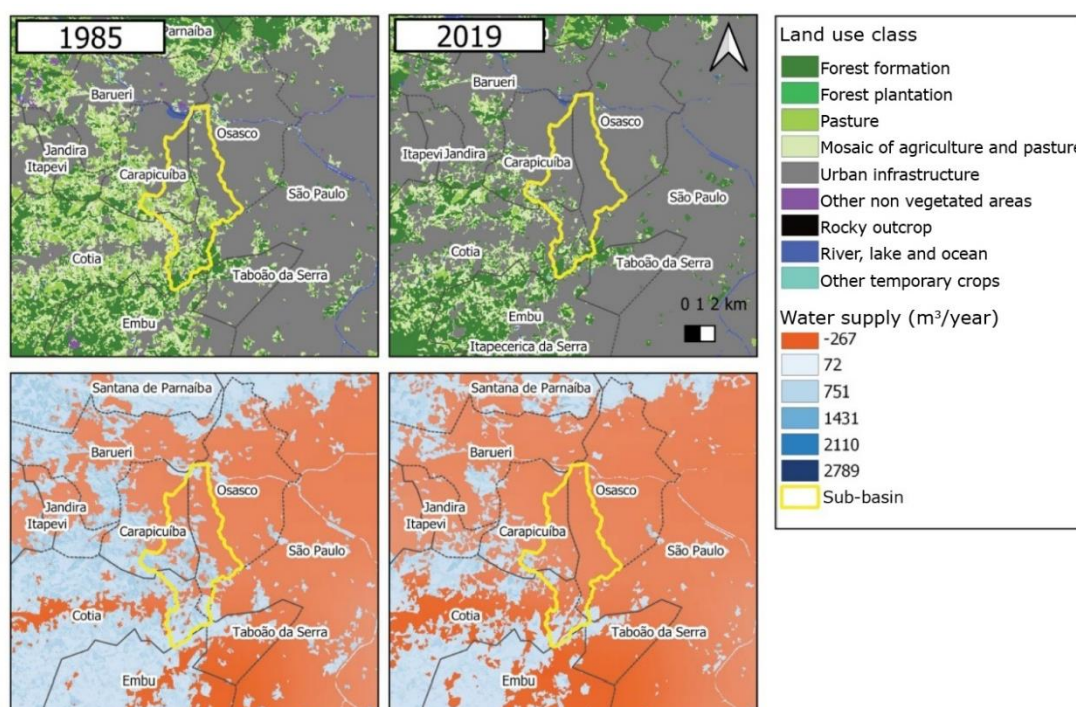 1985
Parnaíba
Barueri
Osasco
Jandira
Itapevi
Carapicuíba
São Paulo
Cotia
Taboão da Serra
Embu
2019
Barueri
Osasco
Itapevi
Jandira
Carapicuíba
São Paulo
Cotia
Taboão da Serra
0 1 2 km
Embu
Itapecerica da Serra
Santana de Parnaíba
Barueri
Osasco
Jandira
Itapevi
Carapicuíba
São Paulo
Cotia
Taboão da Serra
Embu
Santana de Parnaíba
Barueri
Osasco
Jandira
Itapevi
Carapicuíba
São Paulo
Cotia
Taboão da Serra
Embu
Land use class
Forest formation
Forest plantation
Pasture
Mosaic of agriculture and pasture
Urban infrastructure
Other non vegetated areas
Rocky outcrop
River, lake and ocean
Other temporary crops
Water supply (m³/year)
-267
72
751
1431
2110
2789
Sub-basin